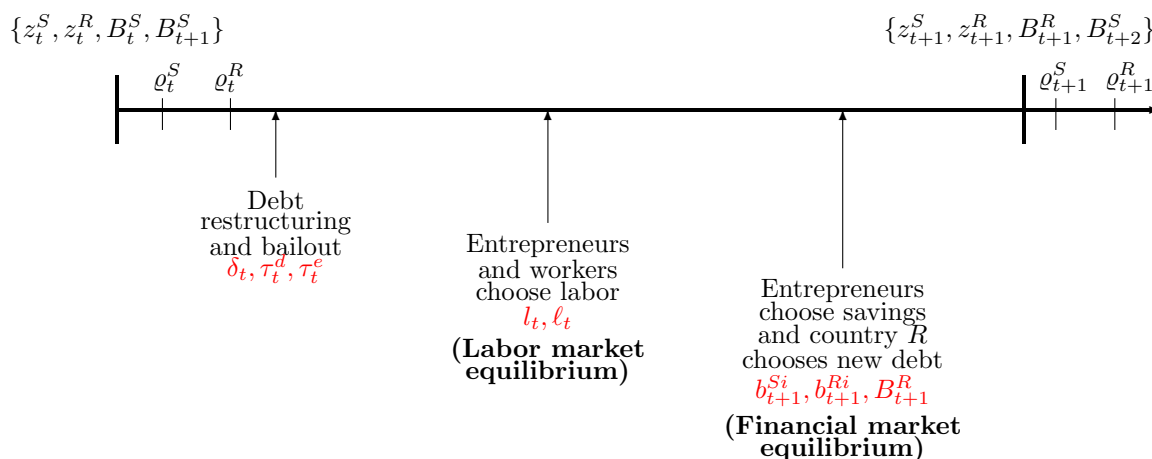 {z_t^S, z_t^R, B_t^S, B_{t+1}^S}
{z_{t+1}^S, z_{t+1}^R, B_{t+1}^R, B_{t+2}^S}
ϱ_t^S
ϱ_t^R
ϱ_{t+1}^S
ϱ_{t+1}^R
Debt
restructuring
and bailout
δ_t, τ_t^d, τ_t^e
Entrepreneurs
and workers
choose labor
l_t, ℓ_t
(Labor market
equilibrium)
Entrepreneurs
choose savings
and country R
chooses new debt
b_{t+1}^{Si}, b_{t+1}^{Ri}, B_{t+1}^R
(Financial market
equilibrium)